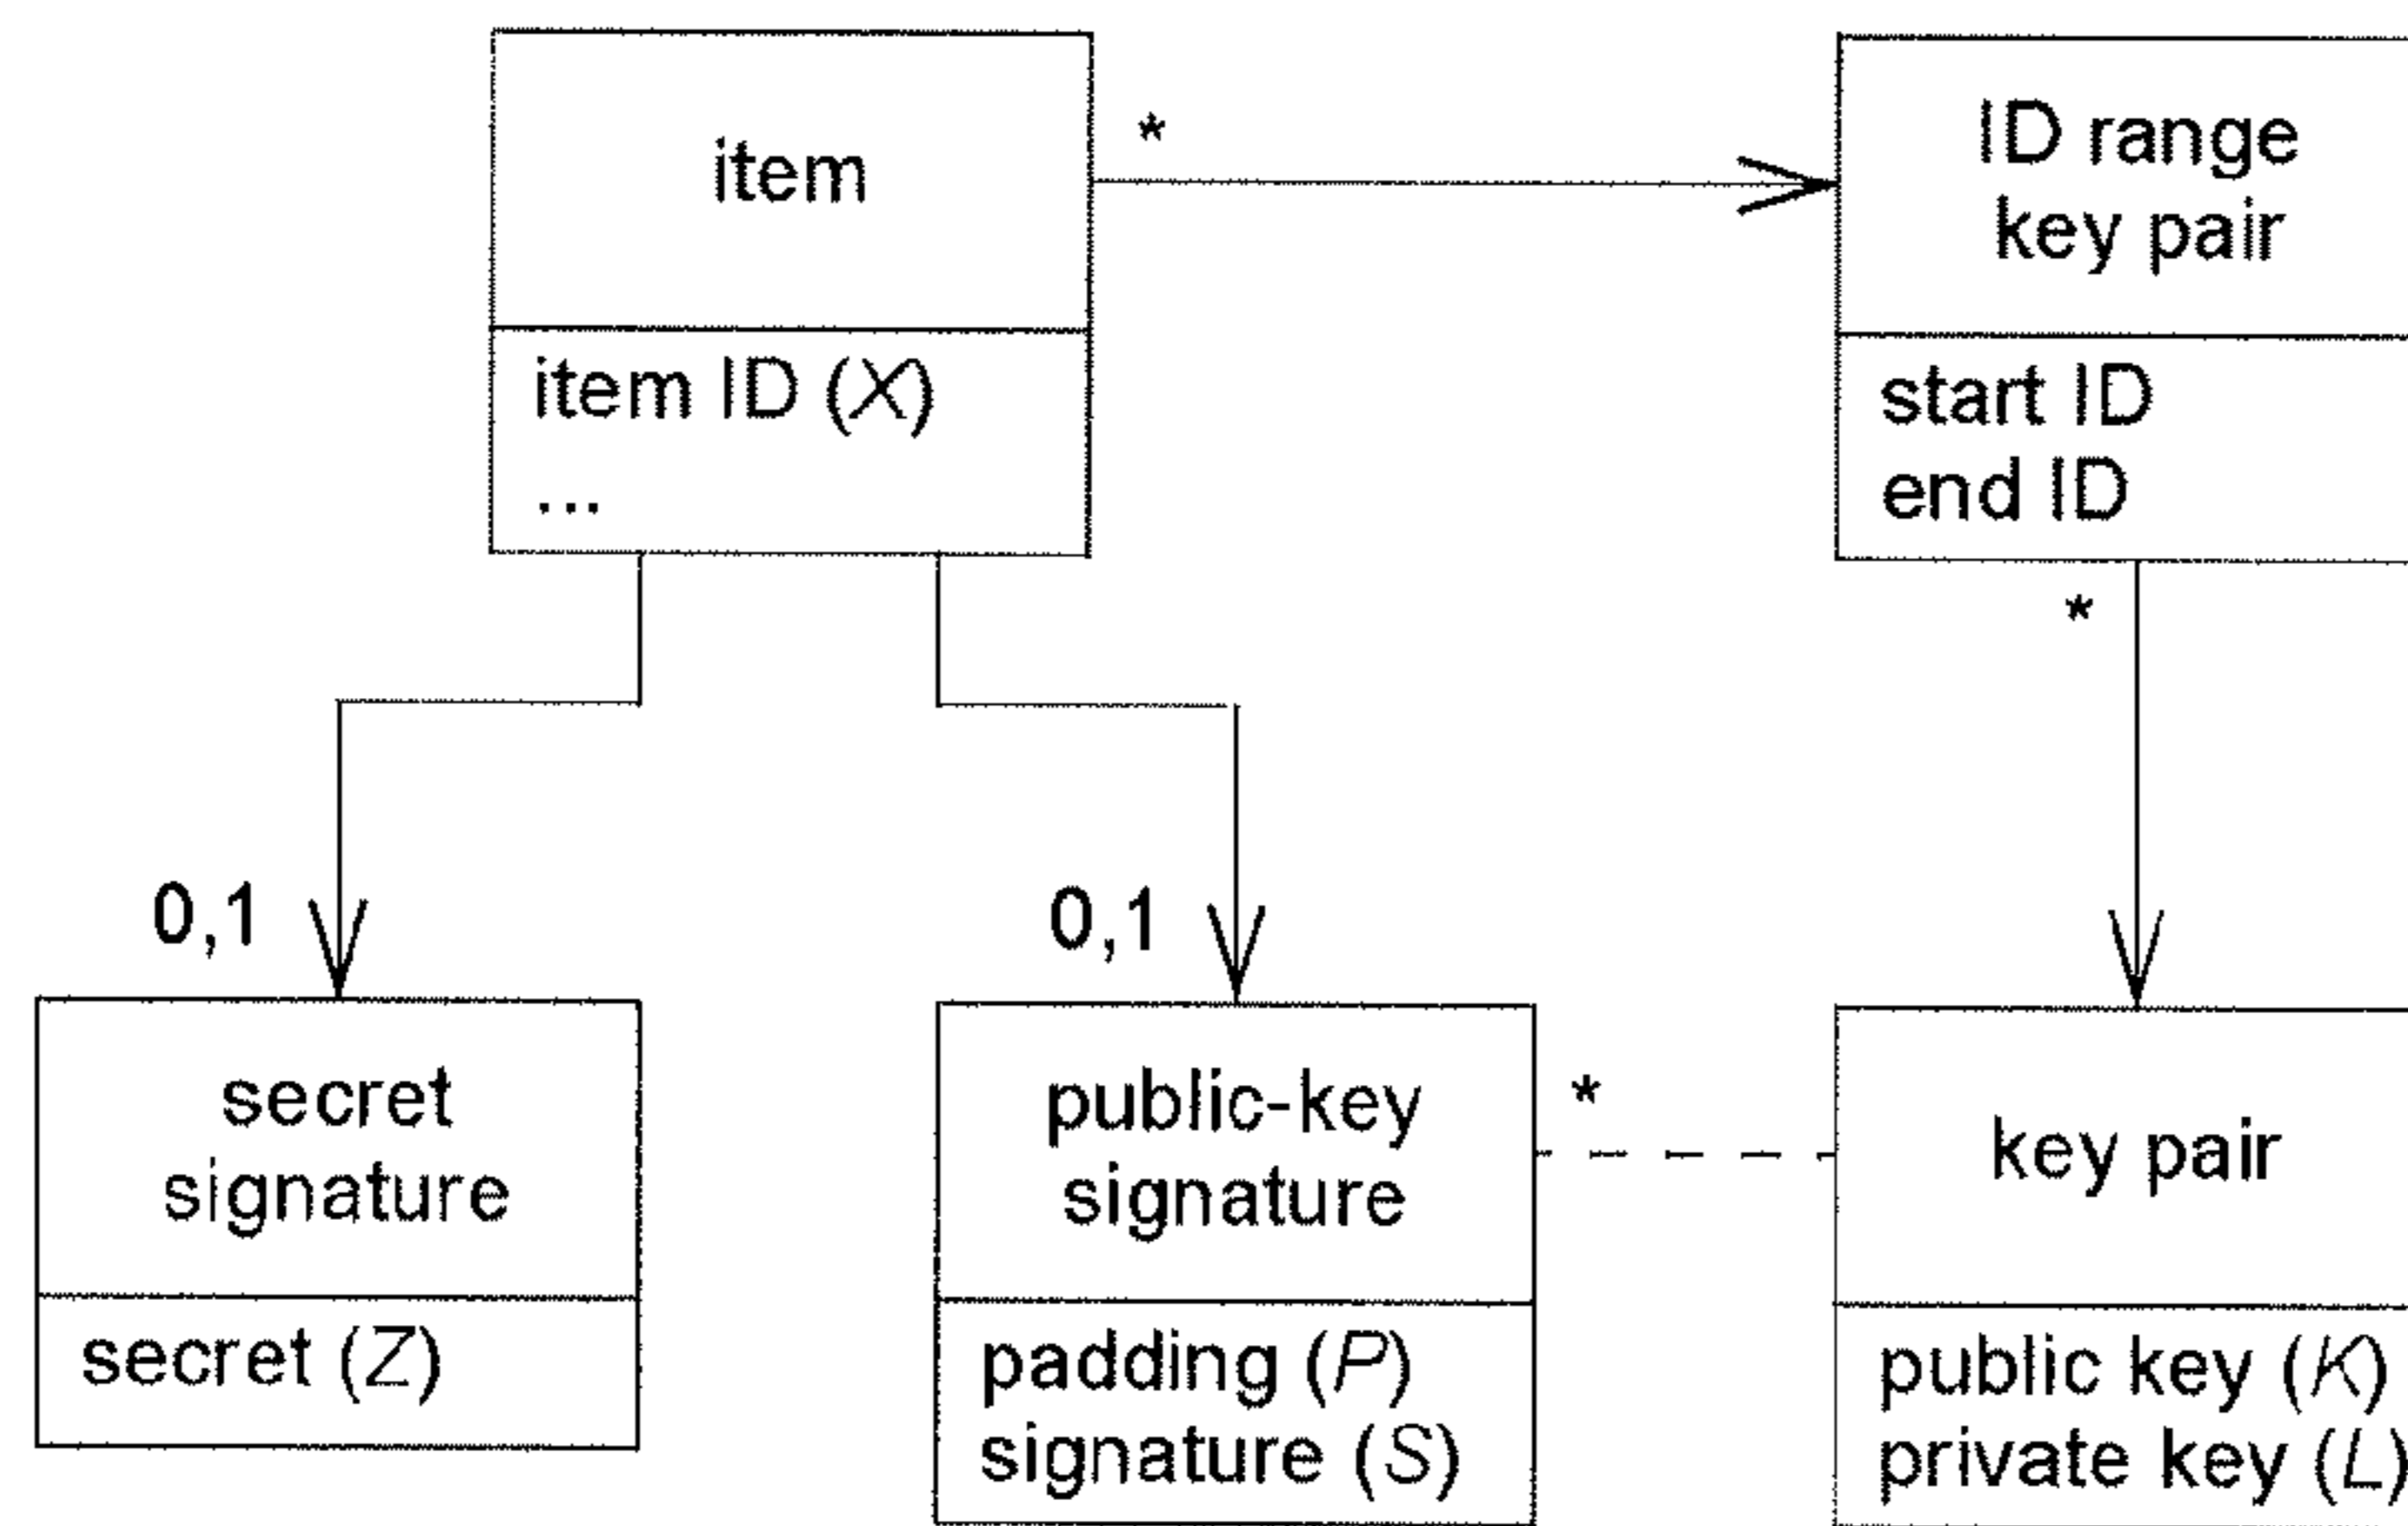 item
item ID (X)
...
*
ID range
key pair
start ID
end ID
*
0,1
0,1
secret
signature
secret (Z)
public-key
signature
padding (P)
signature (S)
*
key pair
public key (K)
private key (L)